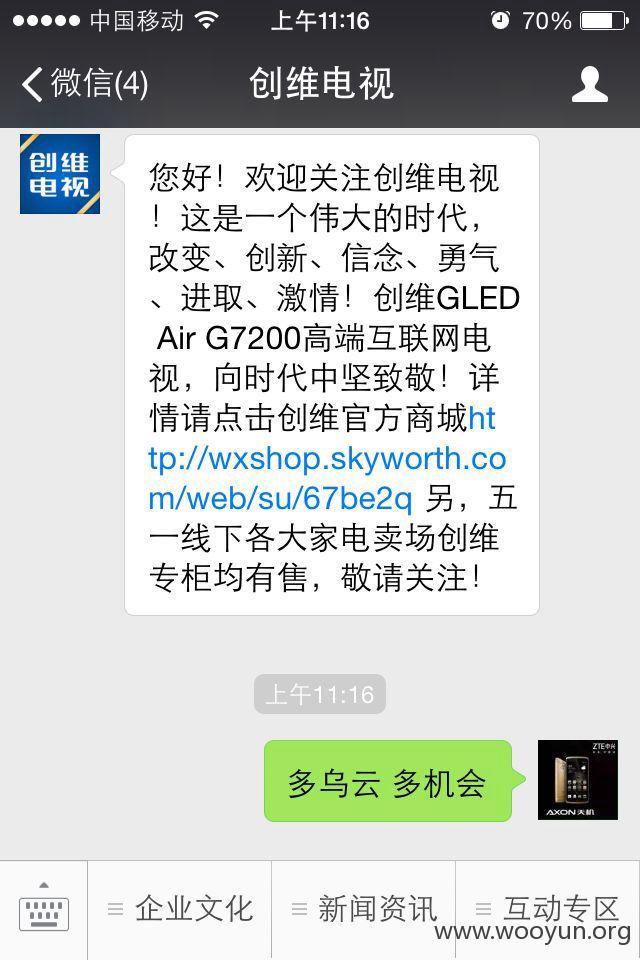 中国移动 上午11:16 70%
微信(4) 创维电视
创维
电视
您好！欢迎关注创维电视
！这是一个伟大的时代，
改变、创新、信念、勇气
、进取、激情！创维GLED
Air G7200高端互联网电
视，向时代中坚致敬！详
情请点击创维官方商城ht
tp://wxshop.skyworth.co
m/web/su/67be2q 另，五
一线下各大家电卖场创维
专柜均有售，敬请关注！
上午11:16
多乌云 多机会
ZTE中兴
AXON天机
企业文化 新闻资讯 互动专区
www.wooyun.org